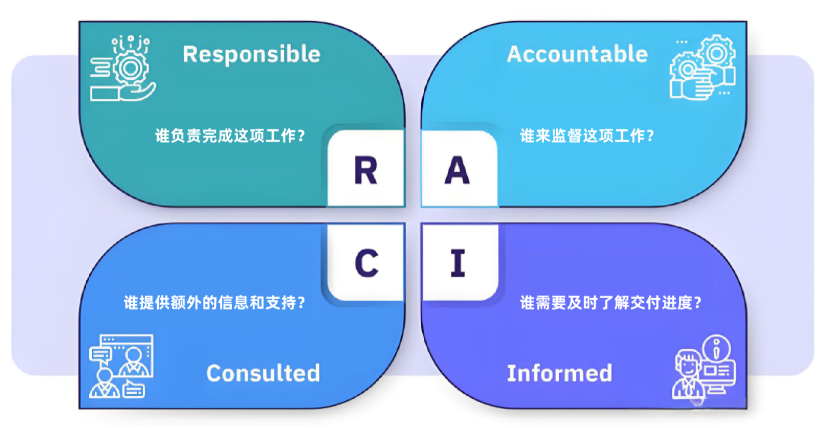 Responsible
谁负责完成这项工作？
R
Accountable
谁来监督这项工作？
A
C
谁提供额外的信息和支持？
Consulted
I
谁需要及时了解交付进度？
Informed